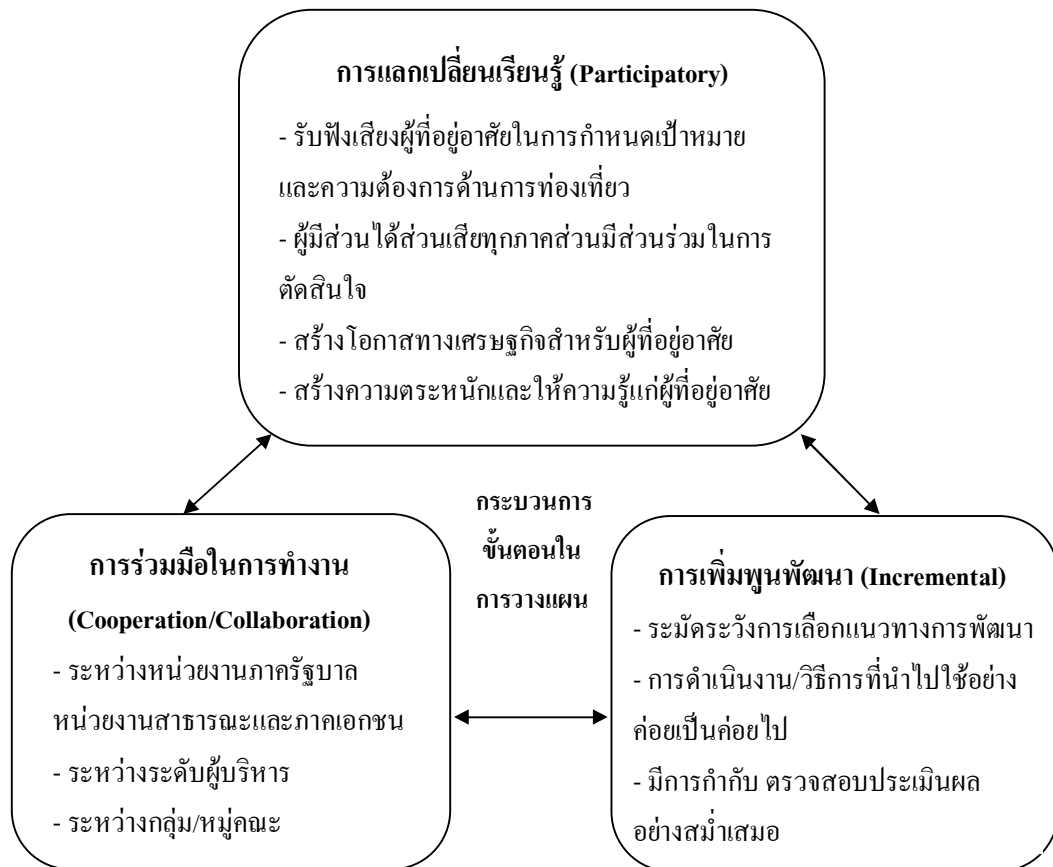 การแลกเปลี่ยนเรียนรู้ (Participatory)
- รับฟังเสียงผู้ที่อยู่อาศัยในการกำหนดเป้าหมาย
และความต้องการด้านการท่องเที่ยว
- ผู้มีส่วนได้ส่วนเสียทุกภาคส่วนมีส่วนร่วมในการ
ตัดสินใจ
- สร้างโอกาสทางเศรษฐกิจสำหรับผู้ที่อยู่อาศัย
- สร้างความตระหนักและให้ความรู้แก่ผู้ที่อยู่อาศัย
กระบวนการ
ขั้นตอนใน
การวางแผน
การร่วมมือในการทำงาน
(Cooperation/Collaboration)
- ระหว่างหน่วยงานภาครัฐบาล
หน่วยงานสาธารณะและภาคเอกชน
- ระหว่างระดับผู้บริหาร
- ระหว่างกลุ่ม/หมู่คณะ
การเพิ่มพูนพัฒนา (Incremental)
- ระมัดระวังการเลือกแนวทางการพัฒนา
- การดำเนินงาน/วิธีการที่นำไปใช้อย่าง
ค่อยเป็นค่อยไป
- มีการกำกับ ตรวจสอบประเมินผล
อย่างสม่ำเสมอ